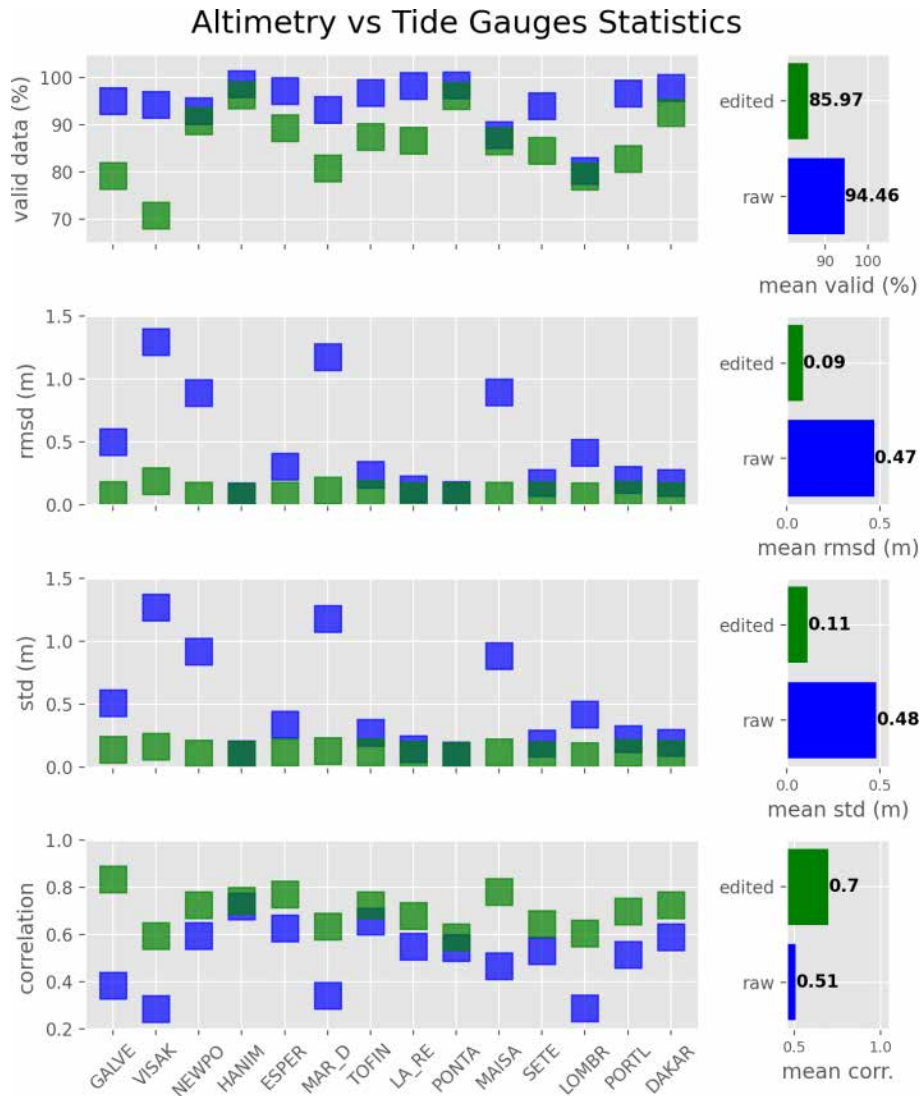 Altimetry vs Tide Gauges Statistics
valid data (%)
100
90
80
70
edited
85.97
raw
94.46
90 100
mean valid (%)
rmsd (m)
1.5
1.0
0.5
0.0
edited
0.09
raw
0.47
0.0 0.5
mean rmsd (m)
std (m)
1.5
1.0
0.5
0.0
edited
0.11
raw
0.48
0.0 0.5
mean std (m)
correlation
1.0
0.8
0.6
0.4
0.2
edited
0.7
raw
0.51
0.5 1.0
mean corr.
GALVE
VISAK
NEWPO
HANIM
ESPER
MAR_D
TOFIN
LA_RE
PONTA
MAISA
SETE
LOMBR
PORTL
DAKAR